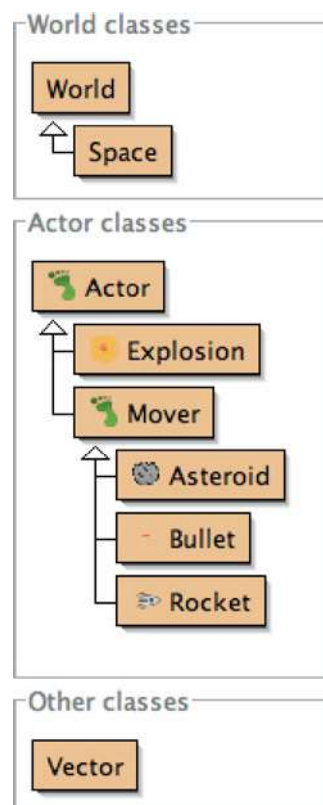 World classes
World
Space
Actor classes
Actor
Explosion
Mover
Asteroid
Bullet
Rocket
Other classes
Vector